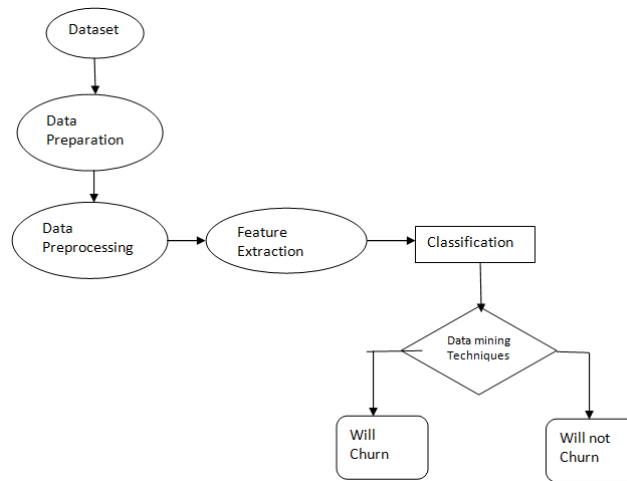 Dataset
Data
Preparation
Data
Preprocessing
Feature
Extraction
Classification
Data mining
Techniques
Will
Churn
Will not
Churn